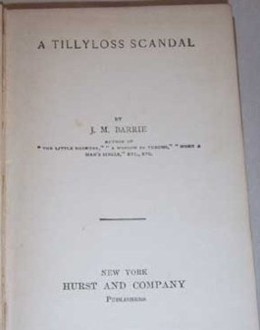 A TILLYLOSS SCANDAL
BY
J. M. BARRIE
AUTHOR OF
"THE LITTLE MINISTER," "A WINDOW IN THRUMS," "WHEN A
MAN'S SINGLE," ETC., ETC.
NEW YORK
HURST AND COMPANY
PUBLISHERS